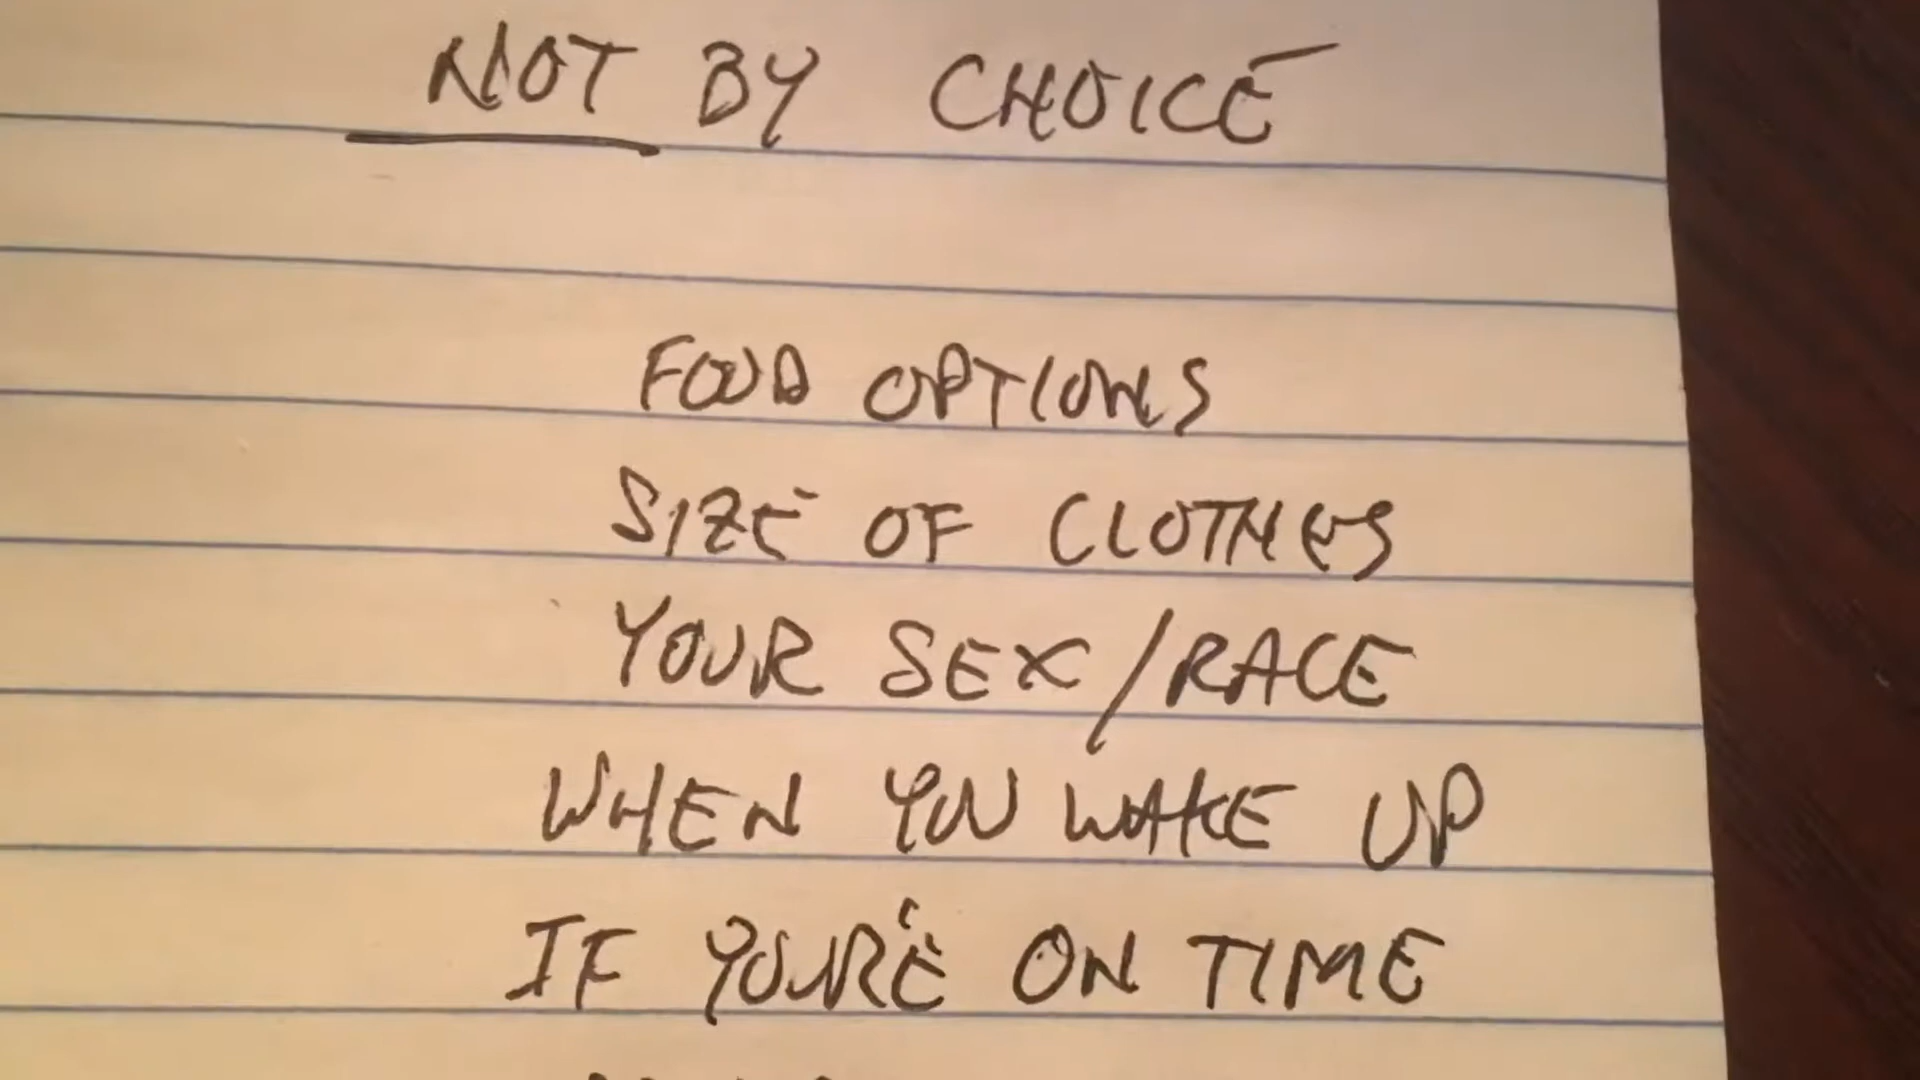 NOT BY CHOICE
FOOD OPTIONS
SIZE OF CLOTHES
YOUR SEX/RACE
WHEN YOU WAKE UP
IF YOU'RE ON TIME